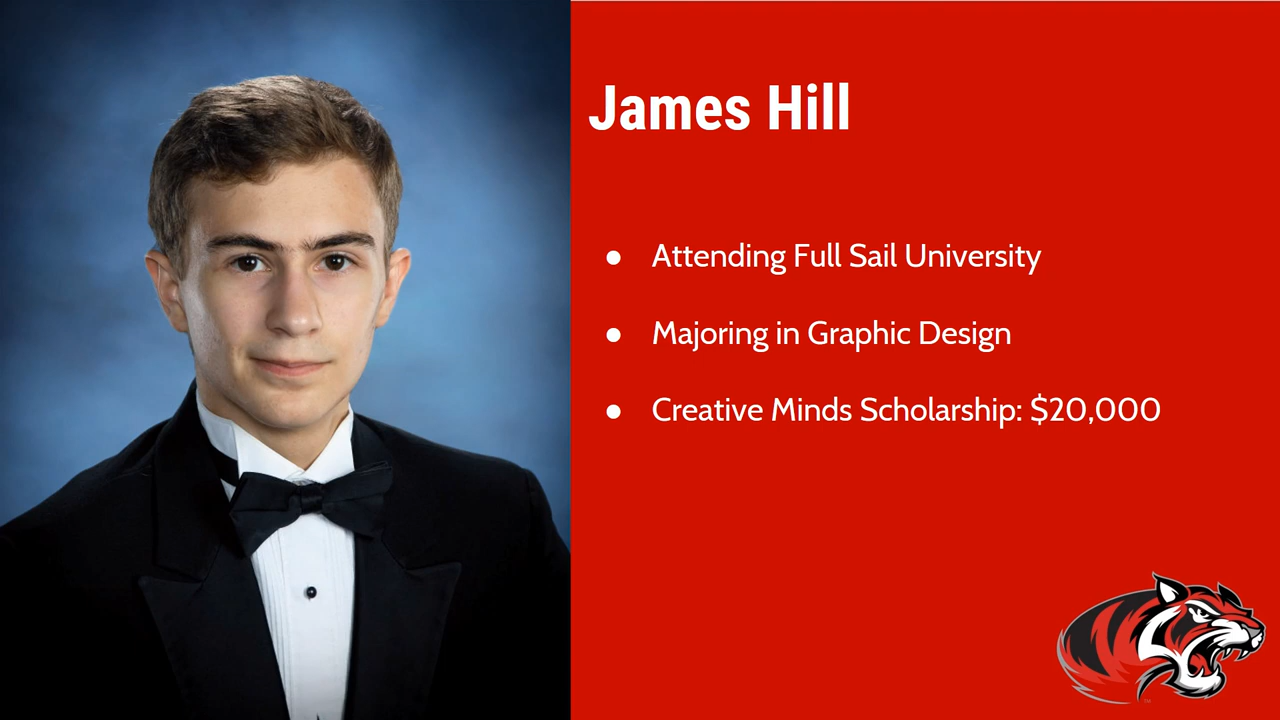 James Hill
● Attending Full Sail University
● Majoring in Graphic Design
● Creative Minds Scholarship: $20,000